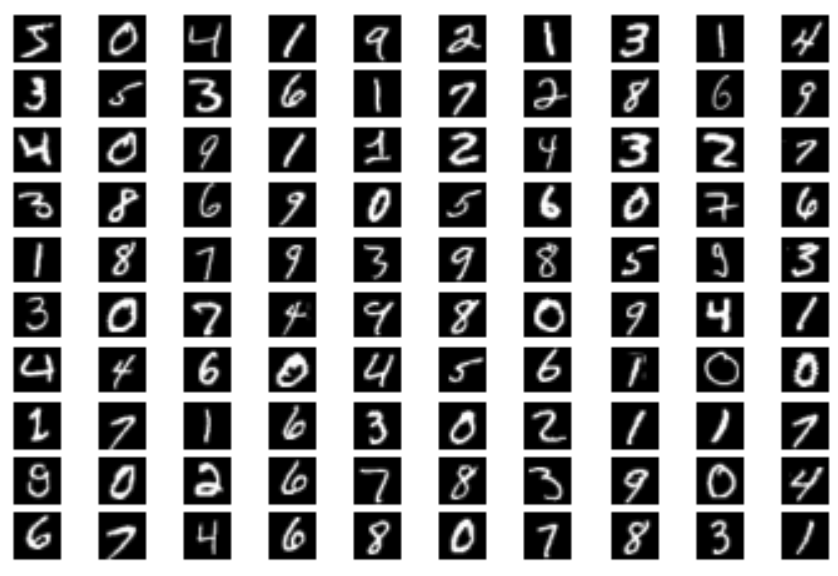 5 0 4 1 9 2 1 3 1 4
3 5 3 6 1 7 2 8 6 9
4 0 9 1 1 2 4 3 2 7
3 8 6 9 0 5 6 0 7 6
1 8 7 9 3 9 8 5 9 3
3 0 7 4 9 8 0 9 4 1
4 4 6 0 4 5 6 1 0 0
1 7 1 6 3 0 2 1 1 7
9 0 2 6 7 8 3 9 0 4
6 7 4 6 8 0 7 8 3 1